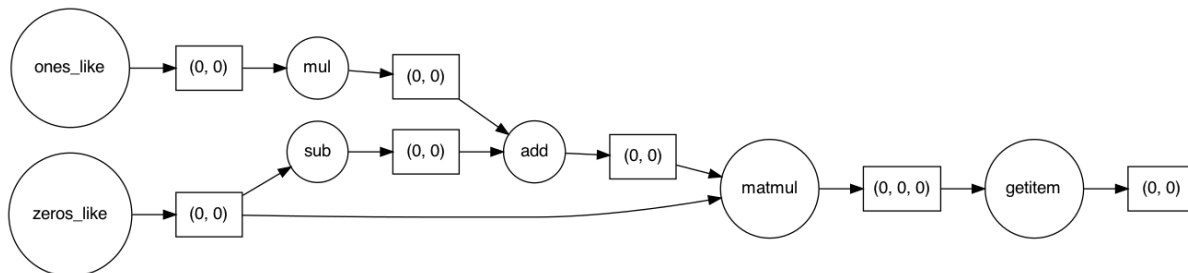 ones_like
(0, 0)
mul
(0, 0)
sub
(0, 0)
add
(0, 0)
zeros_like
(0, 0)
matmul
(0, 0, 0)
getitem
(0, 0)